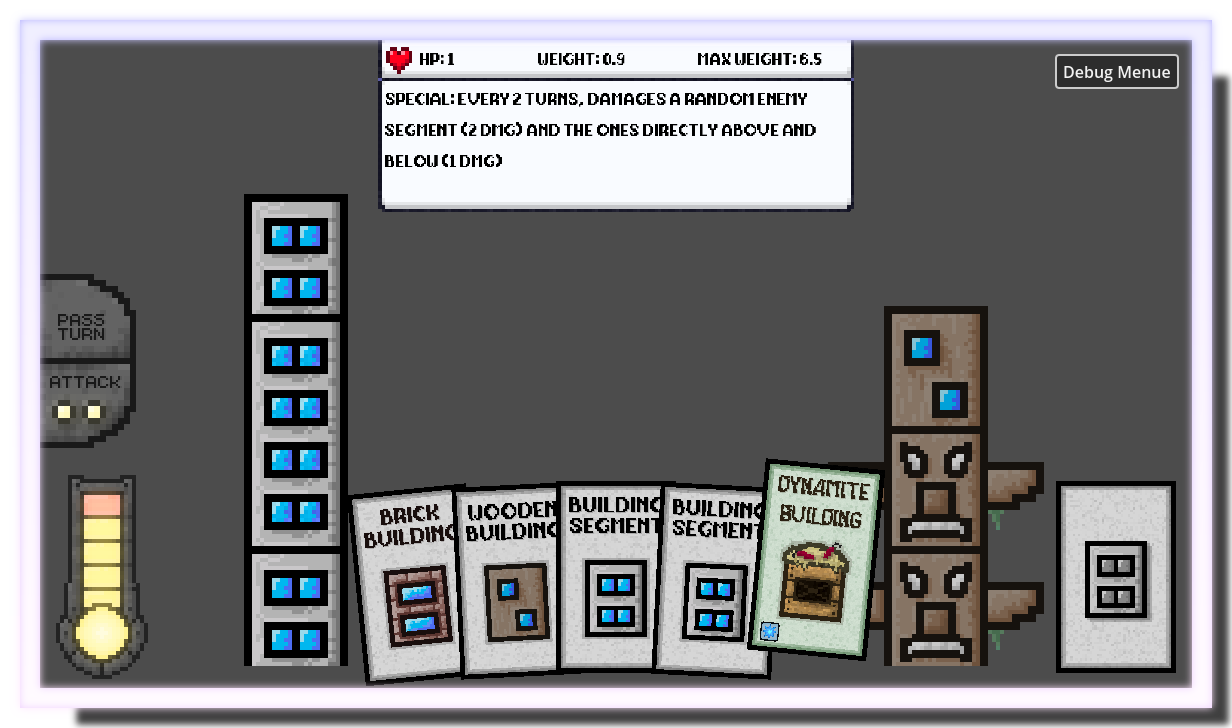 HP: 1 WEIGHT: 0.9 MAX WEIGHT: 6.5
Debug Menue
SPECIAL: EVERY 2 TURNS, DAMAGES A RANDOM ENEMY
SEGMENT (2 DMG) AND THE ONES DIRECTLY ABOVE AND
BELOW (1 DMG)
PASS
TURN
ATTACK
BRICK
BUILDING
WOODEN
BUILDING
BUILDING
SEGMENT
BUILDING
SEGMENT
DYNAMITE
BUILDING